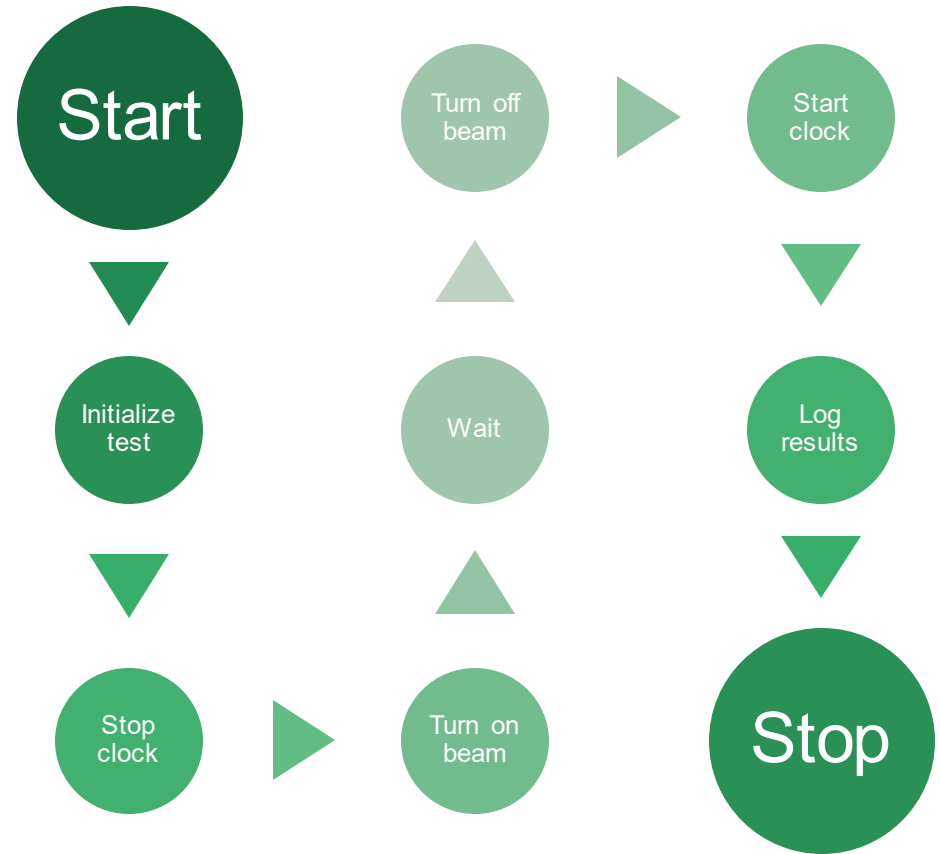 Start
Initialize
test
Stop
clock
Turn on
beam
Wait
Turn off
beam
Start
clock
Log
results
Stop